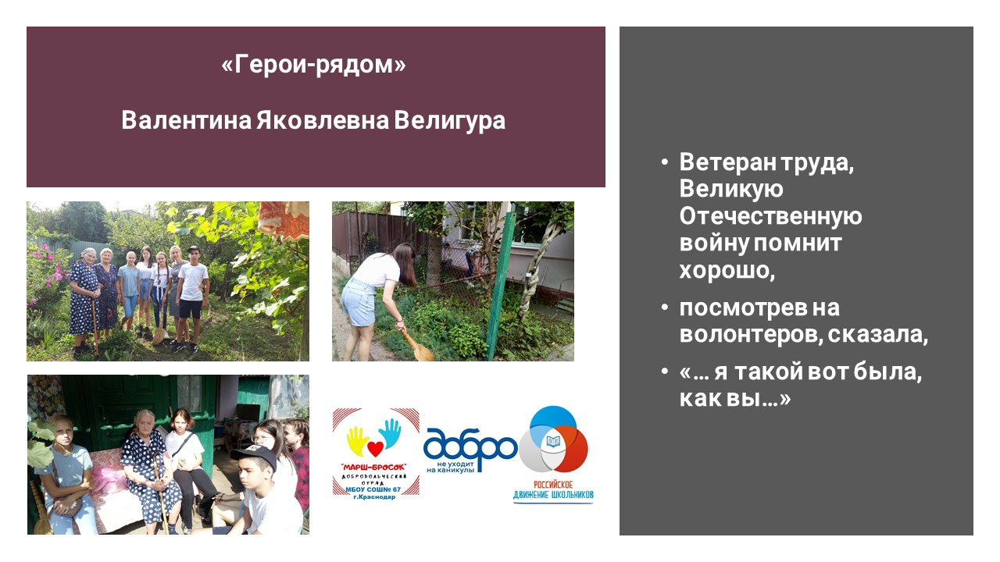 «Герои-рядом»
Валентина Яковлевна Велигура
• Ветеран труда,
Великую
Отечественную
войну помнит
хорошо,
• посмотрев на
волонтеров, сказала,
• «... я такой вот была,
как вы...»
"МАРШ-БРОСОК"
ДОБРОВОЛЬЧЕСКИЙ
ОТРЯД
МБОУ СОШ№ 67
г.Краснодар
добро
не уходит
на каникулы
РОССИЙСКОЕ
ДВИЖЕНИЕ ШКОЛЬНИКОВ